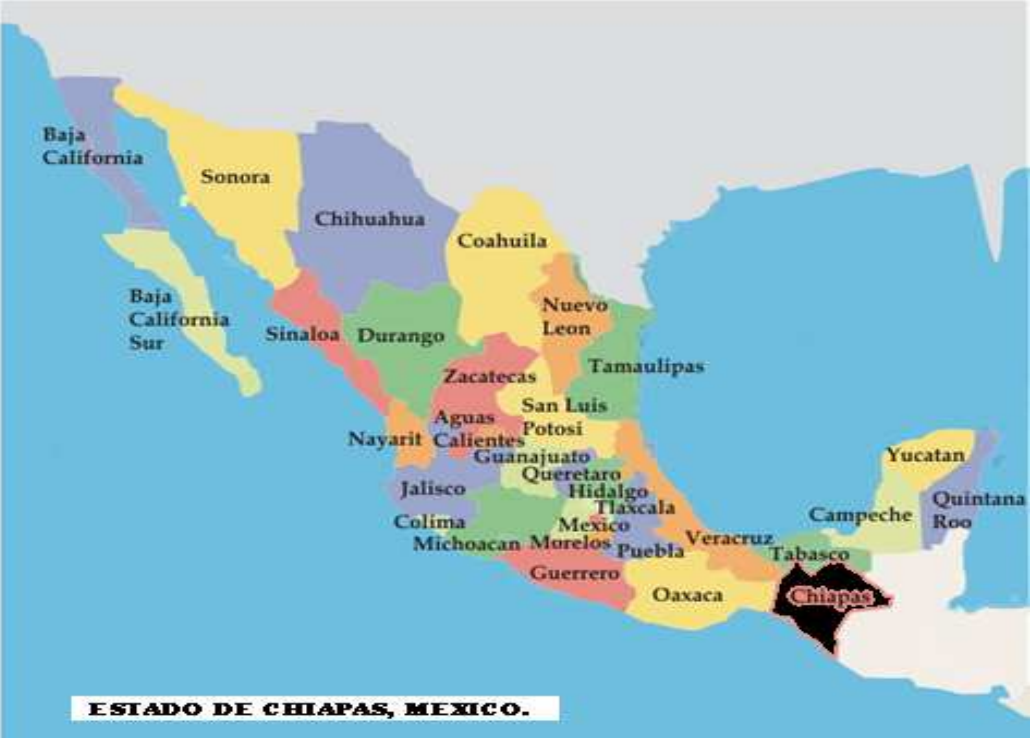 Baja
California
Sonora
Chihuahua
Coahuila
Baja
California
Sur
Sinaloa
Durango
Nuevo
Leon
Tamaulipas
Zacatecas
San Luis
Potosi
Aguas
Calientes
Nayarit
Guanajuato
Queretaro
Jalisco
Hidalgo
Tlaxcala
Colima
Mexico
Michoacan
Morelos
Puebla
Veracruz
Guerrero
Oaxaca
Yucatan
Quintana
Roo
Campeche
Tabasco
Chiapas
ESTADO DE CHIAPAS, MEXICO.